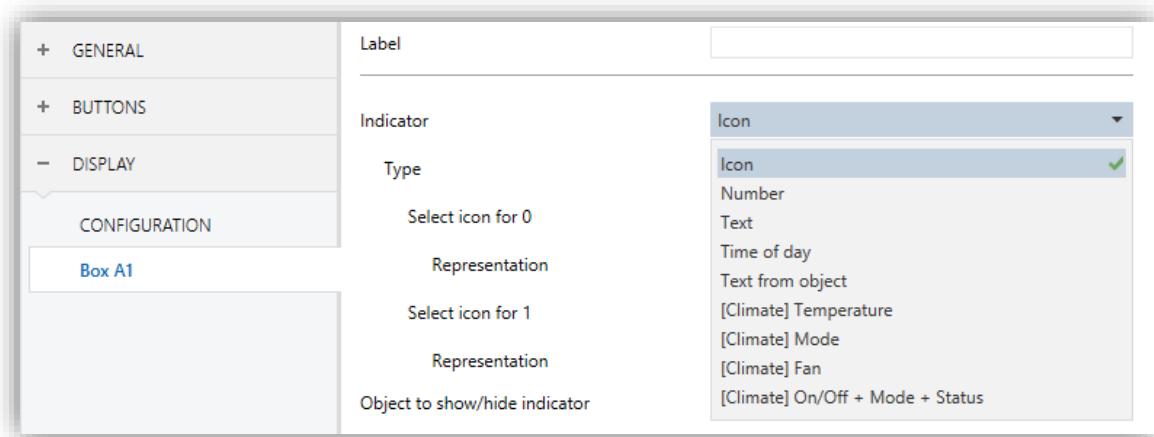 + GENERAL
+ BUTTONS
− DISPLAY
CONFIGURATION
Box A1
Label
Indicator
Icon
Type
Select icon for 0
Representation
Select icon for 1
Representation
Object to show/hide indicator
Icon
Number
Text
Time of day
Text from object
[Climate] Temperature
[Climate] Mode
[Climate] Fan
[Climate] On/Off + Mode + Status